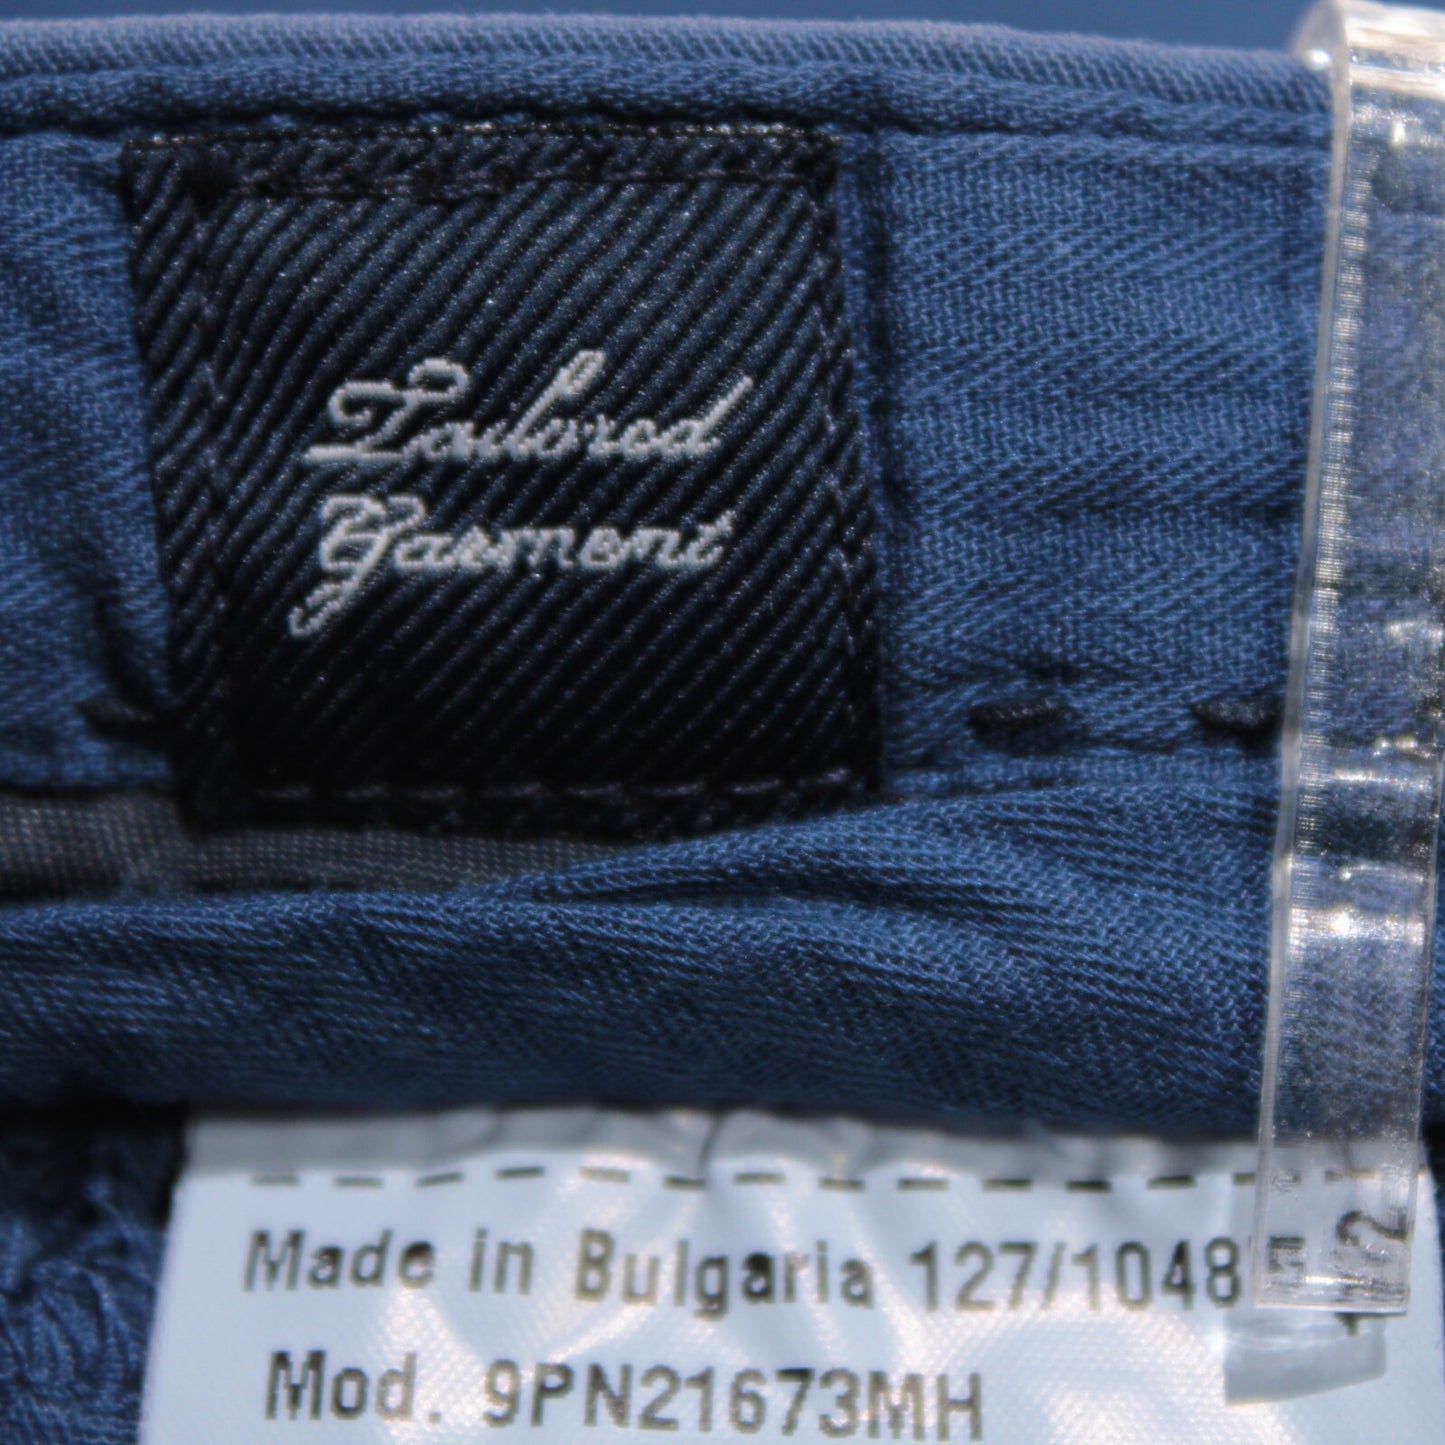 Tailored
Garment
Made in Bulgaria 127/1048
Mod. 9PN21673MH